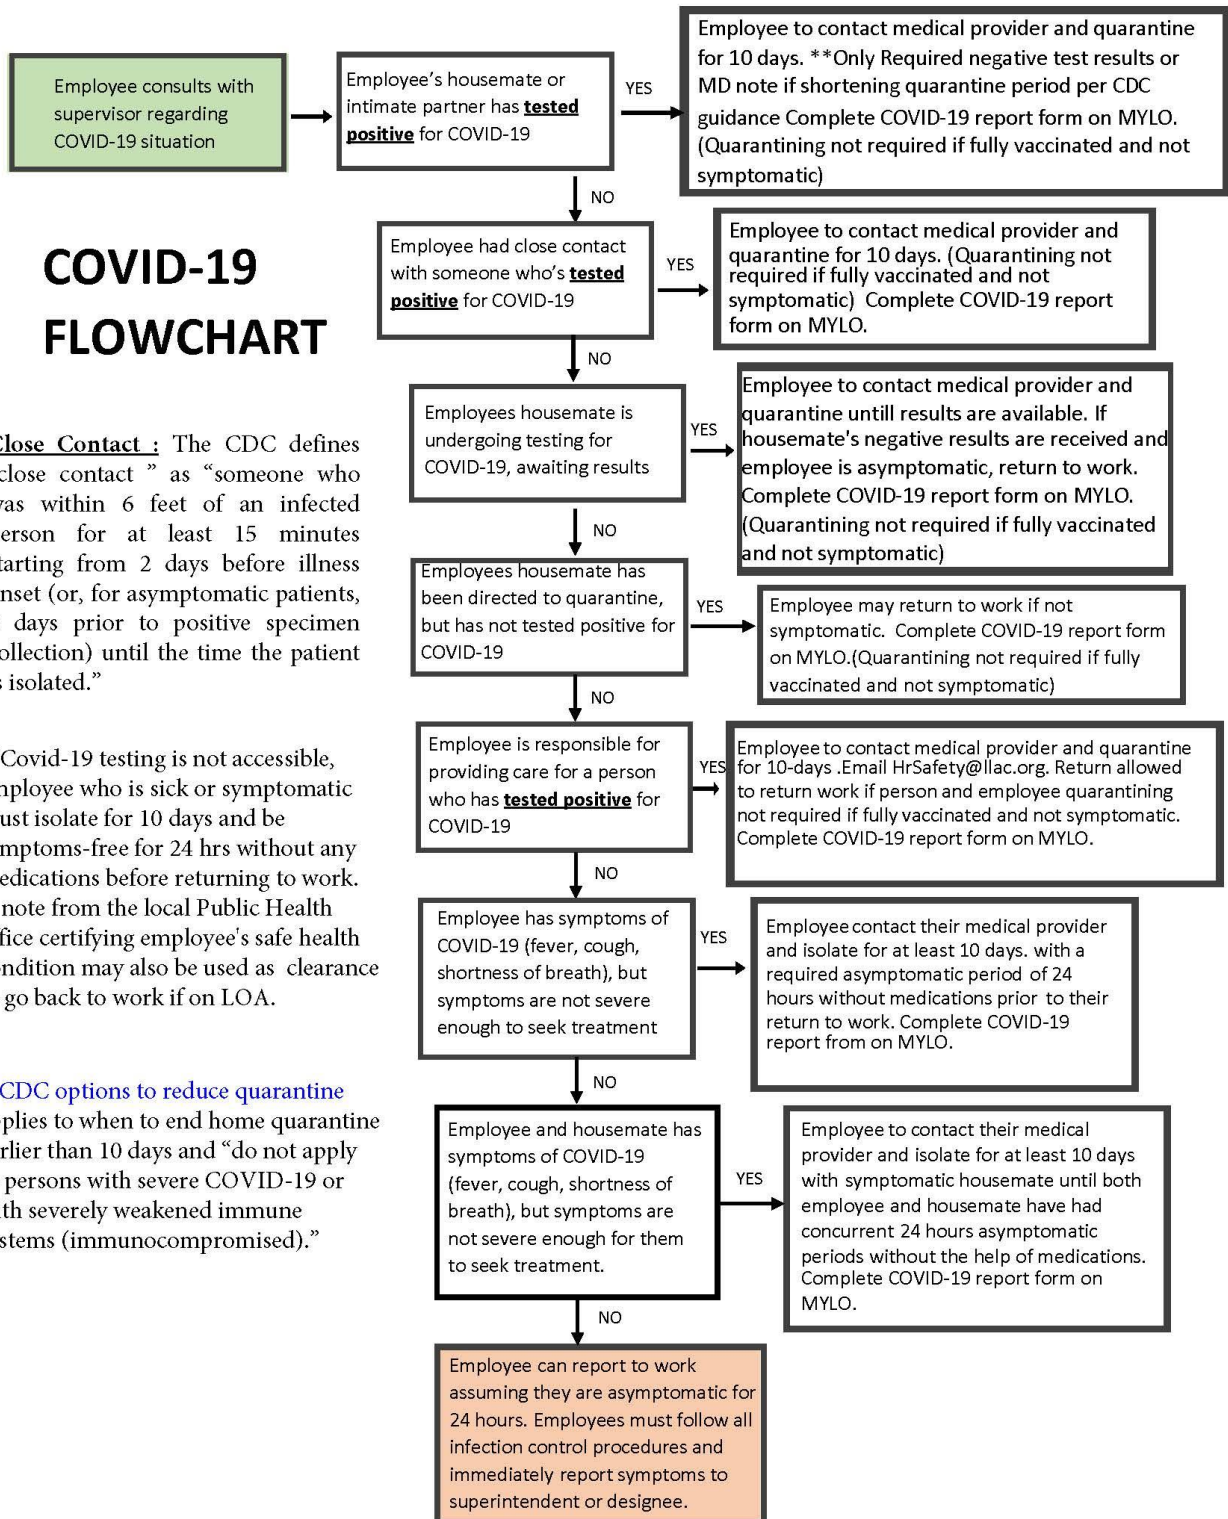 Employee consults with
supervisor regarding
COVID-19 situation
Employee's housemate or
intimate partner has tested
positive for COVID-19
YES
Employee to contact medical provider and quarantine
for 10 days. **Only Required negative test results or
MD note if shortening quarantine period per CDC
guidance Complete COVID-19 report form on MYLO.
(Quarantining not required if fully vaccinated and not
symptomatic)
NO
COVID-19
FLOWCHART
Employee had close contact
with someone who's tested
positive for COVID-19
YES
Employee to contact medical provider and
quarantine for 10 days. (Quarantining not
required if fully vaccinated and not
symptomatic) Complete COVID-19 report
form on MYLO.
NO
Employees housemate is
undergoing testing for
COVID-19, awaiting results
YES
Employee to contact medical provider and
quarantine untill results are available. If
housemate's negative results are received and
employee is asymptomatic, return to work.
Complete COVID-19 report form on MYLO.
(Quarantining not required if fully vaccinated
and not symptomatic)
NO
Close Contact : The CDC defines
close contact ” as “someone who
was within 6 feet of an infected
person for at least 15 minutes
starting from 2 days before illness
onset (or, for asymptomatic patients,
days prior to positive specimen
collection) until the time the patient
is isolated.”
Employees housemate has
been directed to quarantine,
but has not tested positive for
COVID-19
YES
Employee may return to work if not
symptomatic. Complete COVID-19 report form
on MYLO.(Quarantining not required if fully
vaccinated and not symptomatic)
NO
Covid-19 testing is not accessible,
employee who is sick or symptomatic
must isolate for 10 days and be
symptoms-free for 24 hrs without any
medications before returning to work.
note from the local Public Health
office certifying employee's safe health
condition may also be used as clearance
go back to work if on LOA.
Employee is responsible for
providing care for a person
who has tested positive for
COVID-19
YES
Employee to contact medical provider and quarantine
for 10-days .Email HrSafety@llac.org. Return allowed
to return work if person and employee quarantining
not required if fully vaccinated and not symptomatic.
Complete COVID-19 report form on MYLO.
NO
Employee has symptoms of
COVID-19 (fever, cough,
shortness of breath), but
symptoms are not severe
enough to seek treatment
YES
Employee contact their medical provider
and isolate for at least 10 days. with a
required asymptomatic period of 24
hours without medications prior to their
return to work. Complete COVID-19
report from on MYLO.
NO
CDC options to reduce quarantine
applies to when to end home quarantine
earlier than 10 days and “do not apply
persons with severe COVID-19 or
with severely weakened immune
systems (immunocompromised).”
Employee and housemate has
symptoms of COVID-19
(fever, cough, shortness of
breath), but symptoms are
not severe enough for them
to seek treatment.
YES
Employee to contact their medical
provider and isolate for at least 10 days
with symptomatic housemate until both
employee and housemate have had
concurrent 24 hours asymptomatic
periods without the help of medications.
Complete COVID-19 report form on
MYLO.
NO
Employee can report to work
assuming they are asymptomatic for
24 hours. Employees must follow all
infection control procedures and
immediately report symptoms to
superintendent or designee.